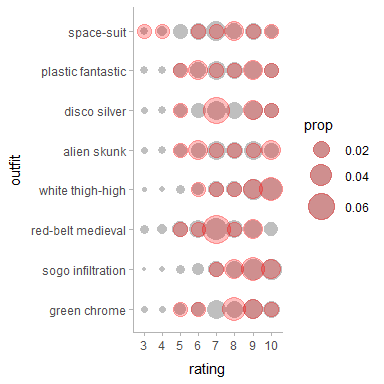 space-suit
plastic fantastic
disco silver
alien skunk
white thigh-high
red-belt medieval
sogo infiltration
green chrome
outfit
3 4 5 6 7 8 9 10
rating
prop
0.02
0.04
0.06